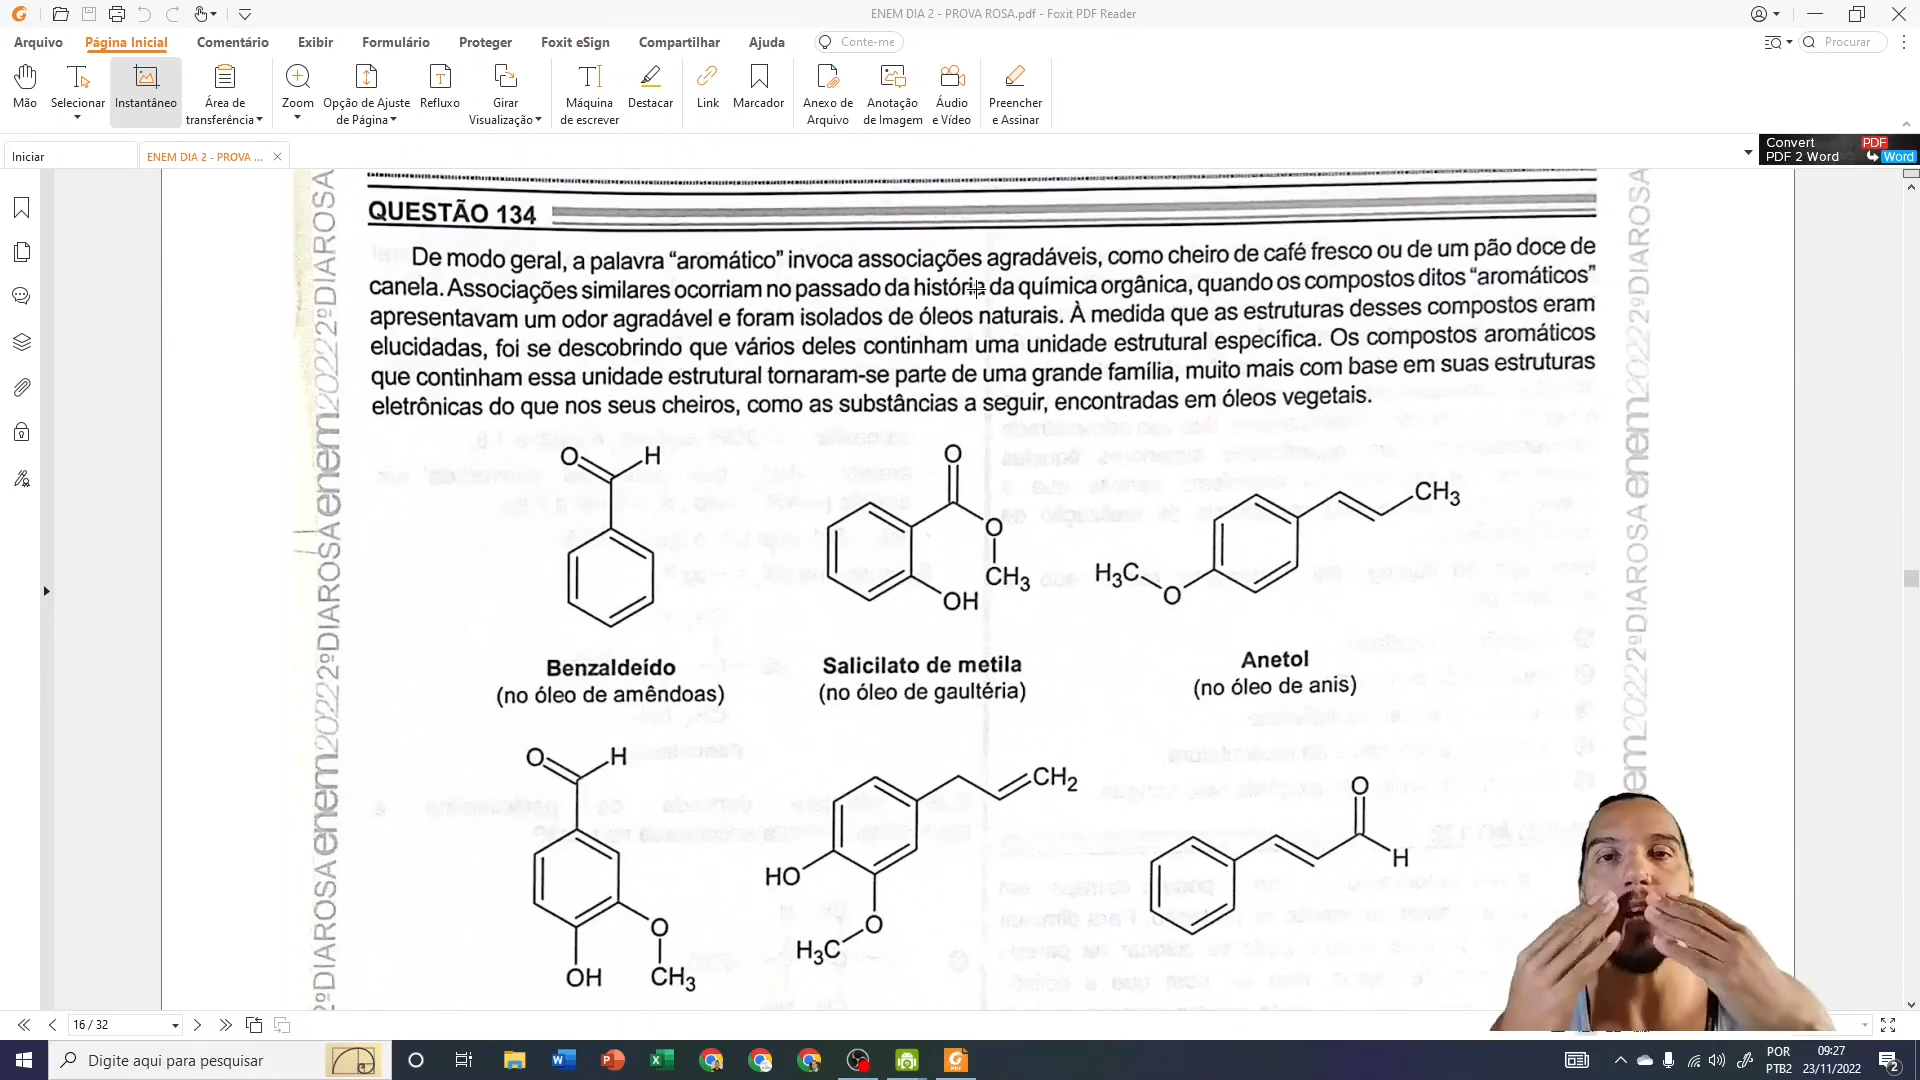 ENEM DIA 2 - PROVA ROSA.pdf - Foxit PDF Reader
Arquivo Página Inicial Comentário Exibir Formulário Proteger Foxit eSign Compartilhar Ajuda Conte-me Procurar
Mão Selecionar Instantâneo Área de transferência Zoom Opção de Ajuste de Página Refluxo Girar Visualização Máquina de escrever Destacar Link Marcador Anexo de Arquivo Anotação de Imagem Áudio e Vídeo Preencher e Assinar
Convert PDF
PDF 2 Word Word
Iniciar ENEM DIA 2 - PROVA ...
QUESTÃO 134
De modo geral, a palavra “aromático” invoca associações agradáveis, como cheiro de café fresco ou de um pão doce de
canela. Associações similares ocorriam no passado da história da química orgânica, quando os compostos ditos “aromáticos”
apresentavam um odor agradável e foram isolados de óleos naturais. À medida que as estruturas desses compostos eram
elucidadas, foi se descobrindo que vários deles continham uma unidade estrutural específica. Os compostos aromáticos
que continham essa unidade estrutural tornaram-se parte de uma grande família, muito mais com base em suas estruturas
eletrônicas do que nos seus cheiros, como as substâncias a seguir, encontradas em óleos vegetais.
O H
O
O
CH3
OH
CH3
H3C
O
Benzaldeído
(no óleo de amêndoas)
Salicilato de metila
(no óleo de gaultéria)
Anetol
(no óleo de anis)
O H
O
OH
CH3
CH2
HO
O
H3C
O
H
2ºDIAROSAenem20222ºDIAROSAenem20222ºDIAROSA
enem20222ºDIAROSAenem20222ºDIAROSA
16 / 32
Digite aqui para pesquisar
POR
PTB2
09:27
23/11/2022
2